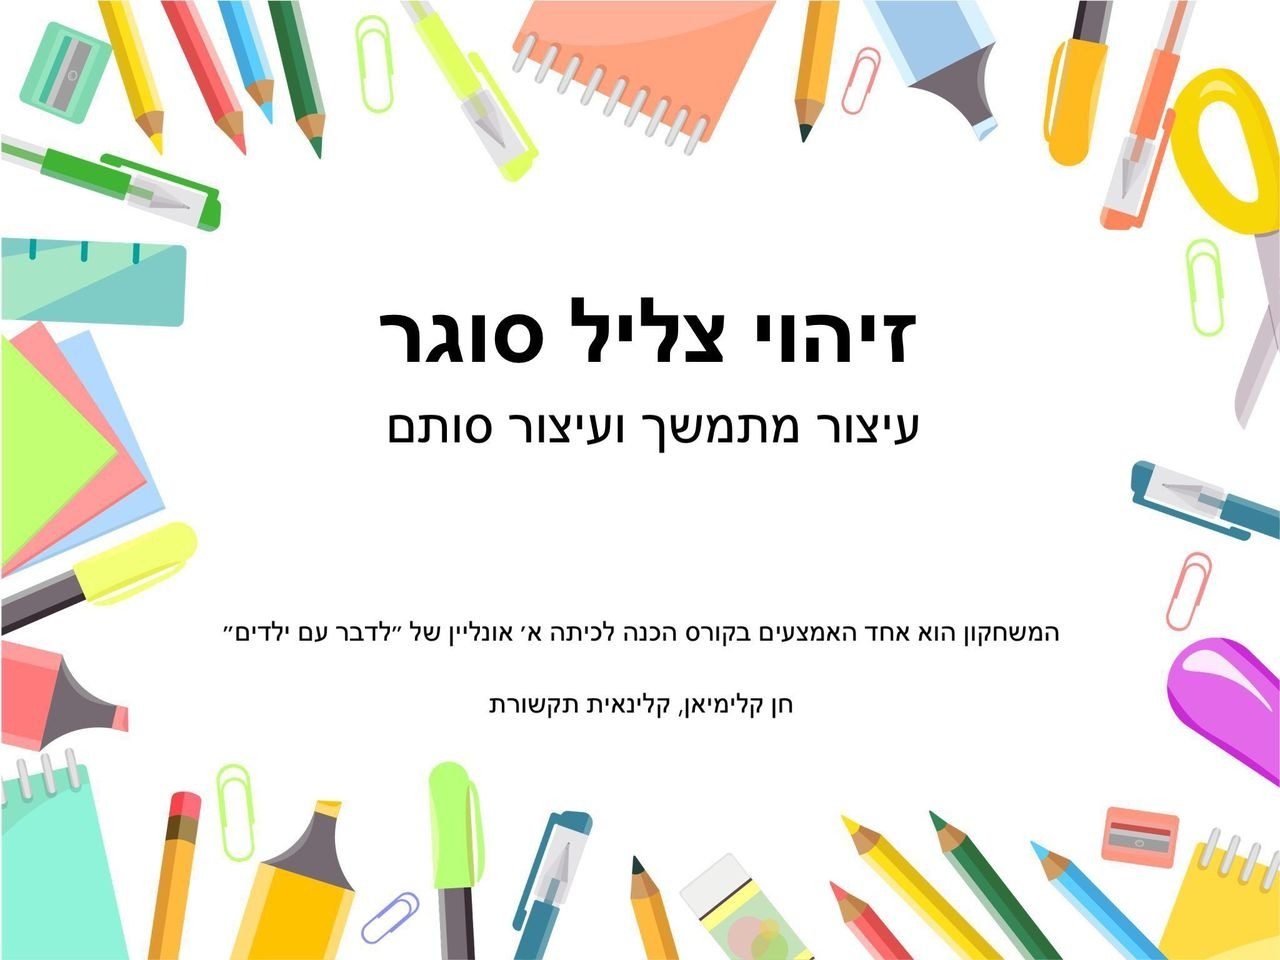 זיהוי צליל סוגר
עיצור מתמשך ועיצור סותם
המשחקון הוא אחד האמצעים בקורס הכנה לכיתה א׳ אונליין של ״לדבר עם ילדים״
חן קלימיאן, קלינאית תקשורת